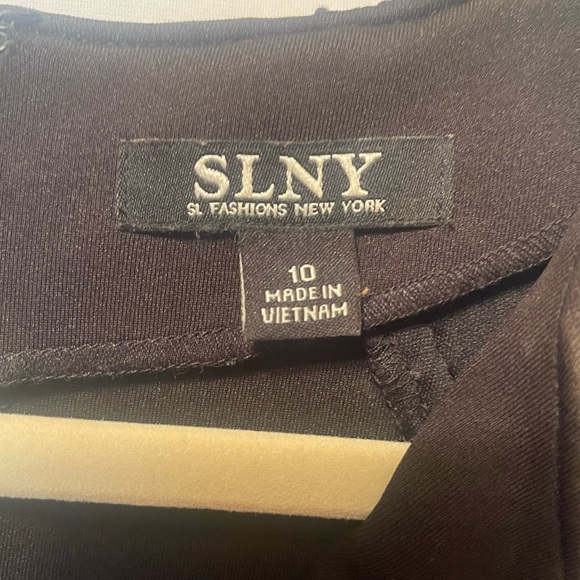 SLNY
SL FASHIONS NEW YORK
10
MADE IN
VIETNAM